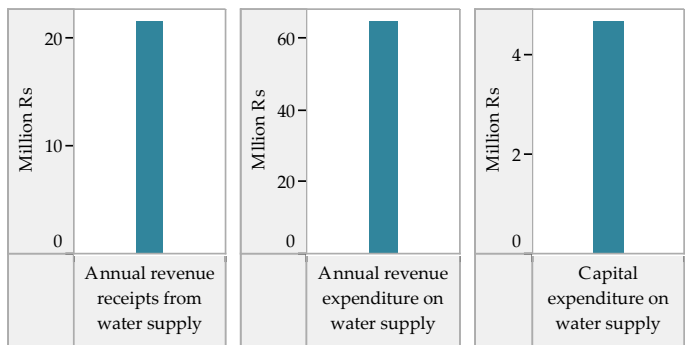 20
10
0
Million Rs
Annual revenue
receipts from
water supply
60
40
20
0
Mllion Rs
Annual revenue
expenditure on
water supply
4
2
0
Million Rs
Capital
expenditure on
water supply